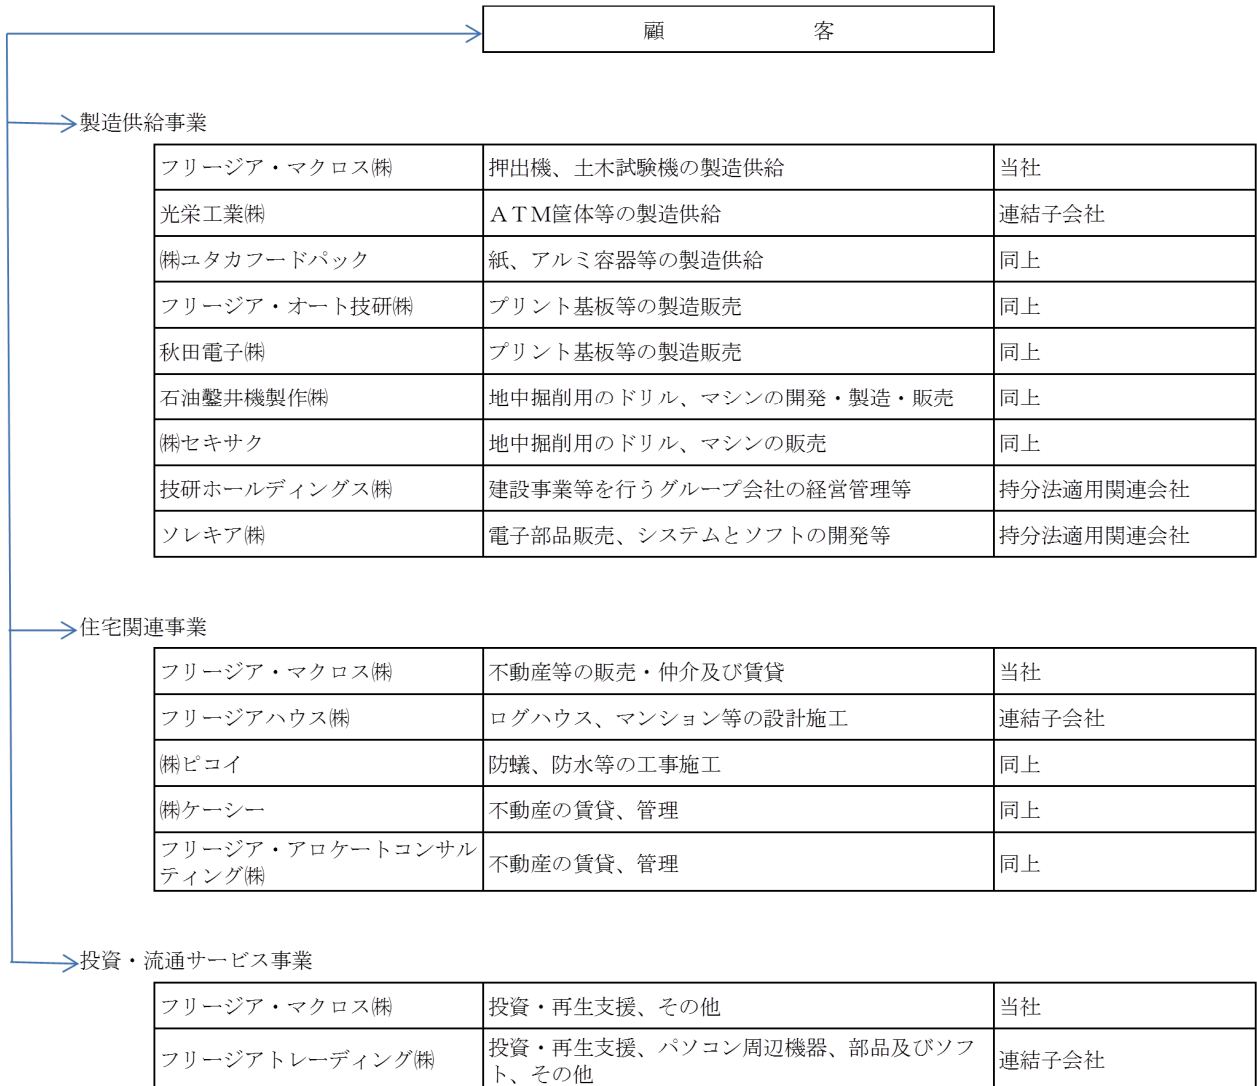 顧　　　　　　　客
製造供給事業
フリージア・マクロス㈱　押出機、土木試験機の製造供給　当社
光栄工業㈱　ＡＴＭ筐体等の製造供給　連結子会社
㈱ユタカフードパック　紙、アルミ容器等の製造供給　同上
フリージア・オート技研㈱　プリント基板等の製造販売　同上
秋田電子㈱　プリント基板等の製造販売　同上
石油鑿井機製作㈱　地中掘削用のドリル、マシンの開発・製造・販売　同上
㈱セキサク　地中掘削用のドリル、マシンの販売　同上
技研ホールディングス㈱　建設事業等を行うグループ会社の経営管理等　持分法適用関連会社
ソレキア㈱　電子部品販売、システムとソフトの開発等　持分法適用関連会社
住宅関連事業
フリージア・マクロス㈱　不動産等の販売・仲介及び賃貸　当社
フリージアハウス㈱　ログハウス、マンション等の設計施工　連結子会社
㈱ピコイ　防蟻、防水等の工事施工　同上
㈱ケーシー　不動産の賃貸、管理　同上
フリージア・アロケートコンサル
ティング㈱　不動産の賃貸、管理　同上
投資・流通サービス事業
フリージア・マクロス㈱　投資・再生支援、その他　当社
フリージアトレーディング㈱　投資・再生支援、パソコン周辺機器、部品及びソフ
ト、その他　連結子会社